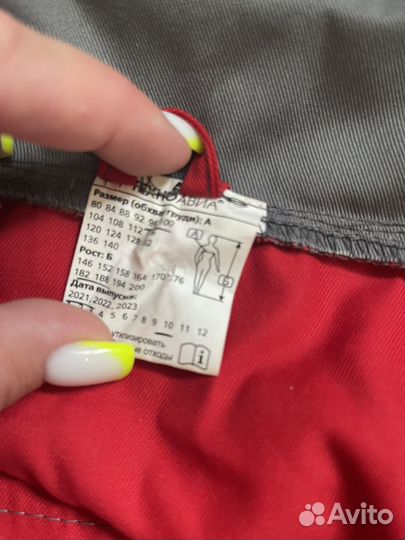 ТЕХНОАВИА
Размер (обхват груди): А
80 84 88 92 96 100
104 108 112
120 124 128 132
136 140
Рост: Б
146 152 158 164 170 176
182 188 194 200
Дата выпуска:
2021, 2022, 2023
4 5 6 7 8 9 10 11 12
утилизировать
отходы
A
Б
i
Avito